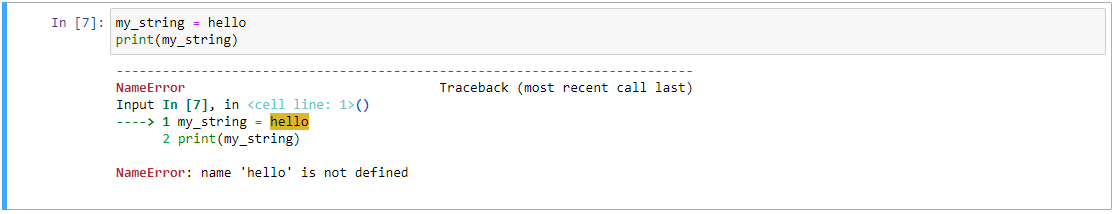 In [7]: my_string = hello
print(my_string)
---------------------------------------------------------------------------
NameError                                 Traceback (most recent call last)
Input In [7], in <cell line: 1>()
----> 1 my_string = hello
      2 print(my_string)
NameError: name 'hello' is not defined